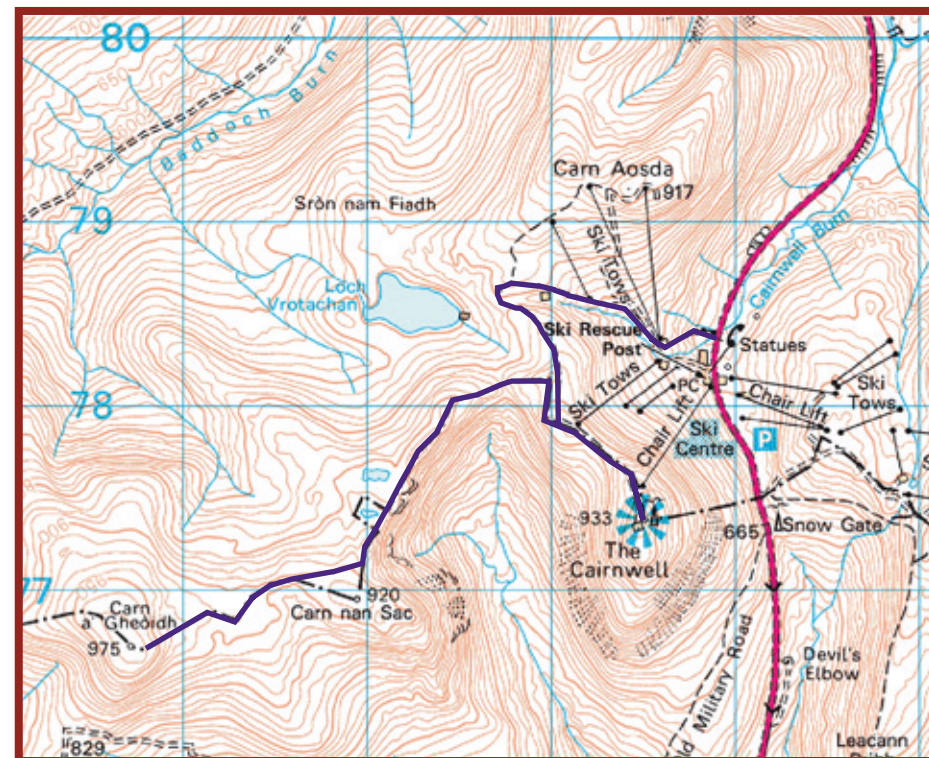 80
Baddoch Burn
650
Carn Aosda
917
79
Sròn nam Fiadh
Ski Tows
Cairnwell Burn
Loch
Vrotachan
Ski Rescue
Post
Statues
Ski Tows
PC
Chair Lift
Chair Lift
Ski
Tows
78
Ski
Centre
P
933
The
Cairnwell
665
Snow Gate
77
Carn
a' Gheòidh
975
920
Carn nan Sac
Military Road
Devil's
Elbow
829
Leacann